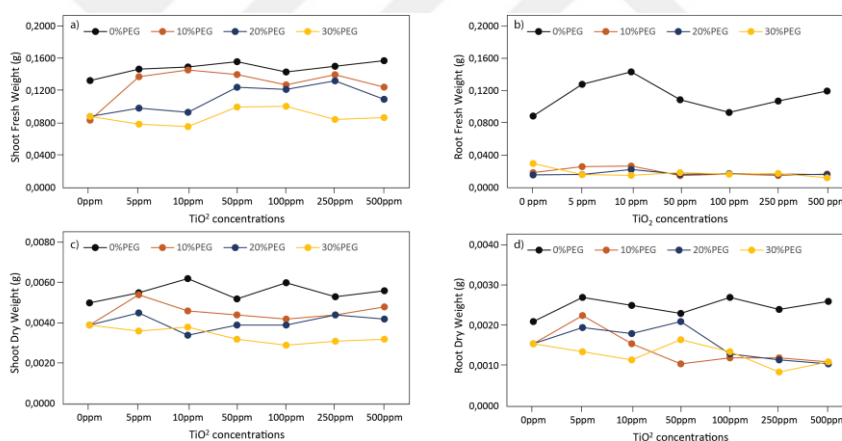 a)
0%PEG 10%PEG 20%PEG 30%PEG
Shoot Fresh Weight (g)
0,2000
0,1600
0,1200
0,0800
0,0400
0,0000
0ppm 5ppm 10ppm 50ppm 100ppm 250ppm 500ppm
TiO² concentrations
b)
0%PEG 10%PEG 20%PEG 30%PEG
Root Fresh Weight (g)
0,2000
0,1600
0,1200
0,0800
0,0400
0,0000
0 ppm 5 ppm 10 ppm 50 ppm 100 ppm 250 ppm 500 ppm
TiO₂ concentrations
c)
0%PEG 10%PEG 20%PEG 30%PEG
Shoot Dry Weight (g)
0,0080
0,0060
0,0040
0,0020
0,0000
0ppm 5ppm 10ppm 50ppm 100ppm 250ppm 500ppm
TiO² concentrations
d)
0%PEG 10%PEG 20%PEG 30%PEG
Root Dry Weight (g)
0,0040
0,0030
0,0020
0,0010
0,0000
0ppm 5ppm 10ppm 50ppm 100ppm 250ppm 500ppm
TiO² concentrations